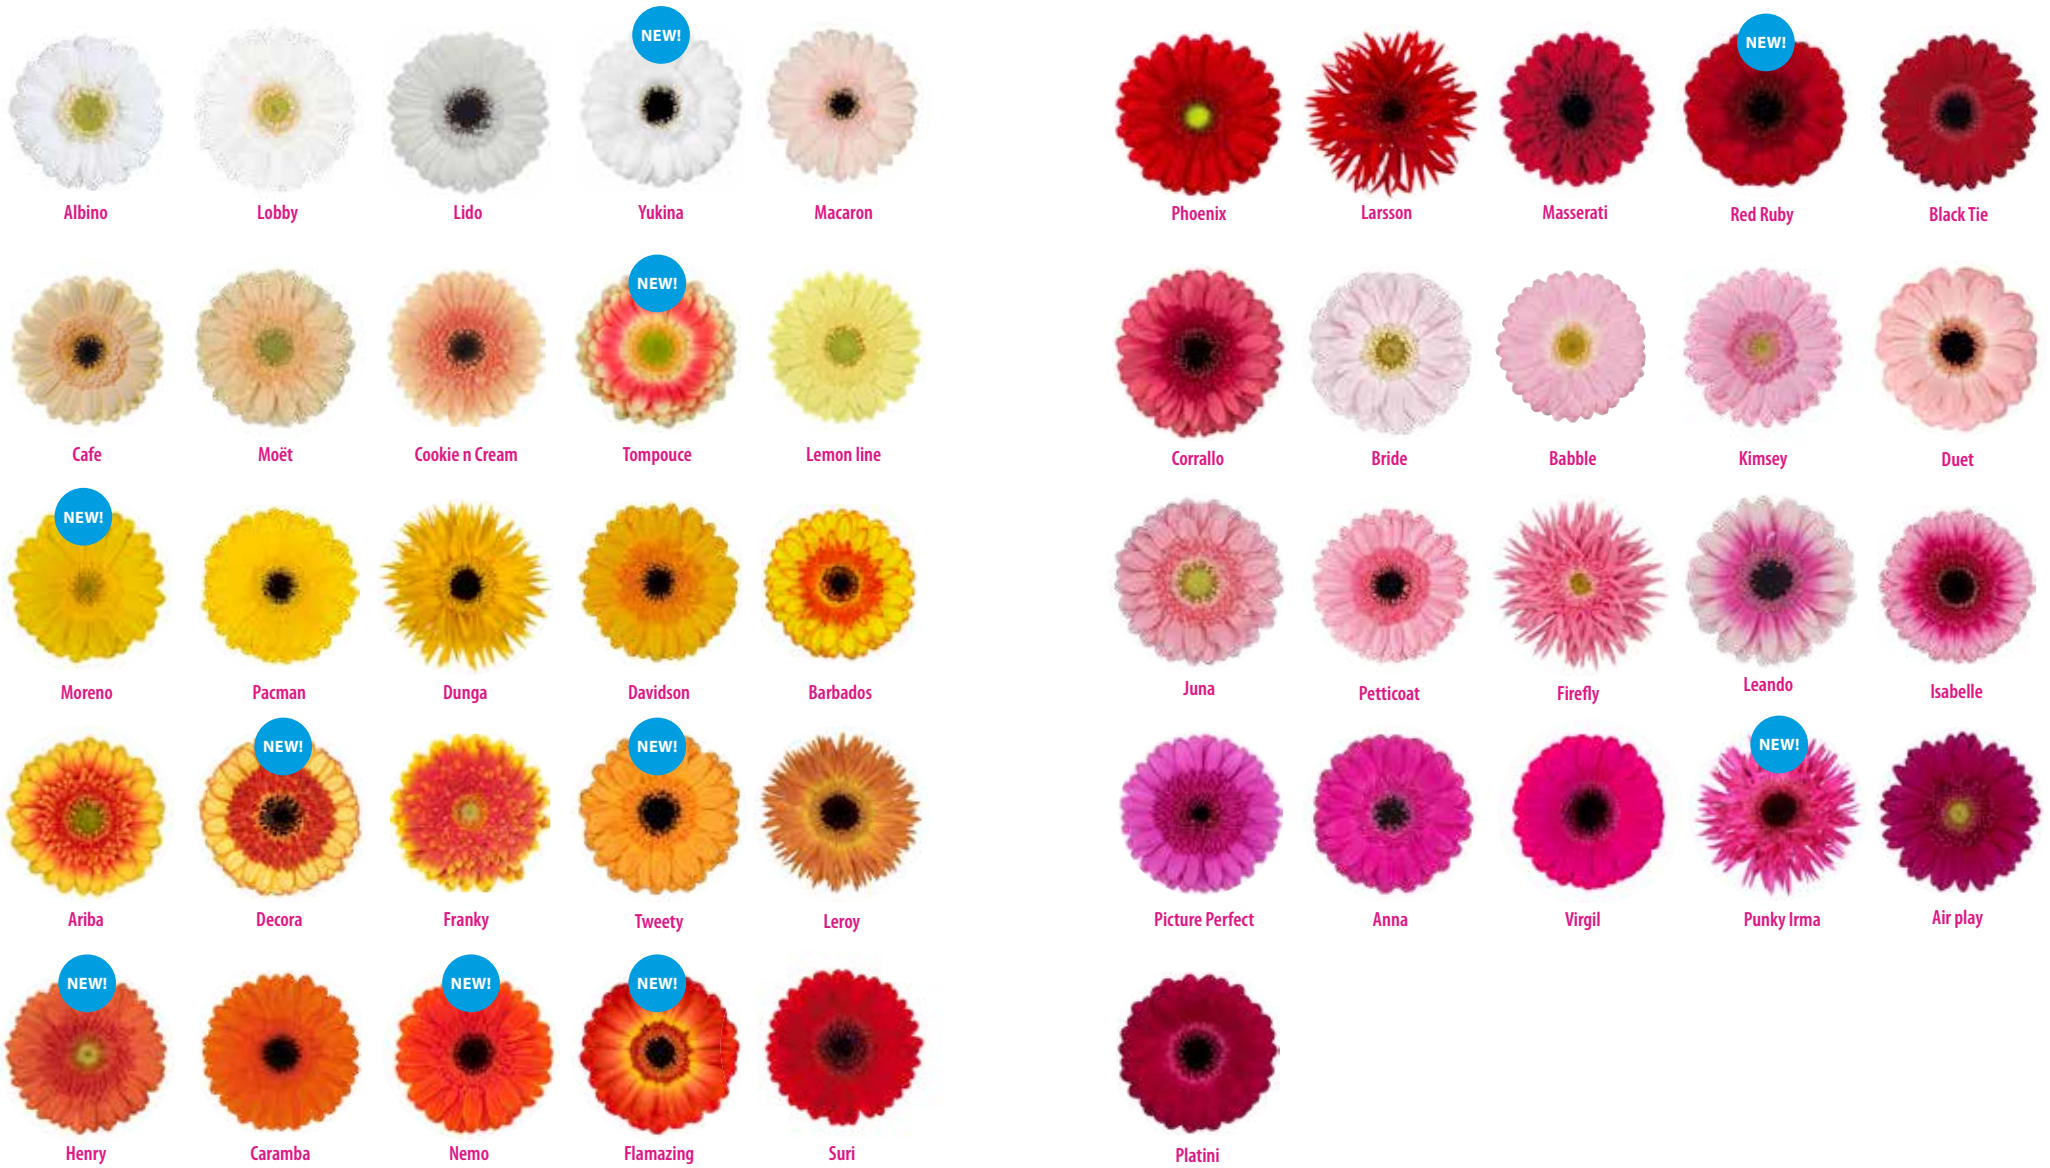 NEW!
Albino
Lobby
Lido
Yukina
Macaron
NEW!
Cafe
Moët
Cookie n Cream
Tompouce
Lemon line
NEW!
Moreno
Pacman
Dunga
Davidson
Barbados
NEW!
NEW!
Ariba
Decora
Franky
Tweety
Leroy
NEW!
NEW!
NEW!
Henry
Caramba
Nemo
Flamazing
Suri
NEW!
Phoenix
Larsson
Masserati
Red Ruby
Black Tie
Corrallo
Bride
Babble
Kimsey
Duet
Juna
Petticoat
Firefly
Leando
Isabelle
NEW!
Picture Perfect
Anna
Virgil
Punky Irma
Air play
Platini